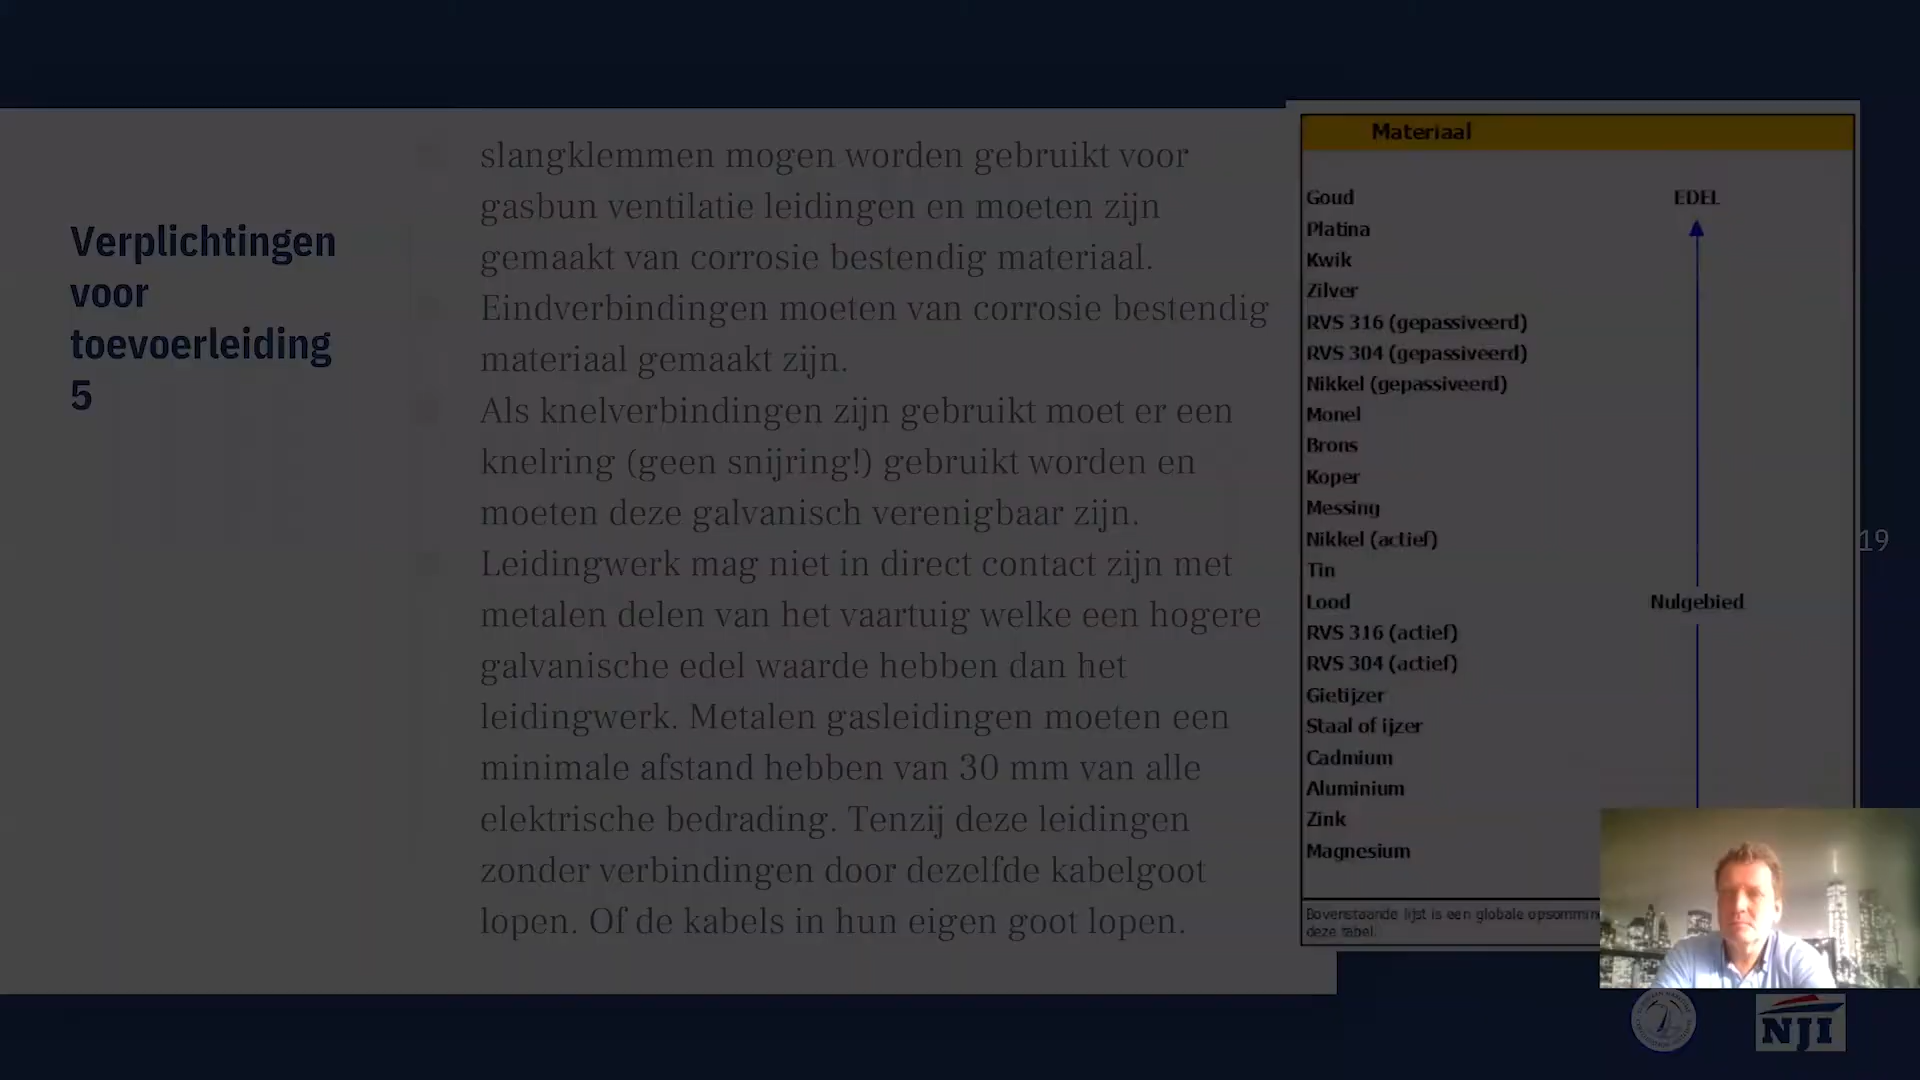 Verplichtingen
voor
toevoerleiding
5
slangklemmen mogen worden gebruikt voor
gasbun ventilatie leidingen en moeten zijn
gemaakt van corrosie bestendig materiaal.
Eindverbindingen moeten van corrosie bestendig
materiaal gemaakt zijn.
Als knelverbindingen zijn gebruikt moet er een
knelring (geen snijring!) gebruikt worden en
moeten deze galvanisch verenigbaar zijn.
Leidingwerk mag niet in direct contact zijn met
metalen delen van het vaartuig welke een hogere
galvanische edel waarde hebben dan het
leidingwerk. Metalen gasleidingen moeten een
minimale afstand hebben van 30 mm van alle
elektrische bedrading. Tenzij deze leidingen
zonder verbindingen door dezelfde kabelgoot
lopen. Of de kabels in hun eigen goot lopen.
Materiaal
Goud EDEL
Platina
Kwik
Zilver
RVS 316 (gepassiveerd)
RVS 304 (gepassiveerd)
Nikkel (gepassiveerd)
Monel
Brons
Koper
Messing
Nikkel (actief)
Tin
Lood Nulgebied
RVS 316 (actief)
RVS 304 (actief)
Gietijzer
Staal of ijzer
Cadmium
Aluminium
Zink
Magnesium
Bovenstaande lijst is een globale
deze tabel.
19
NJI